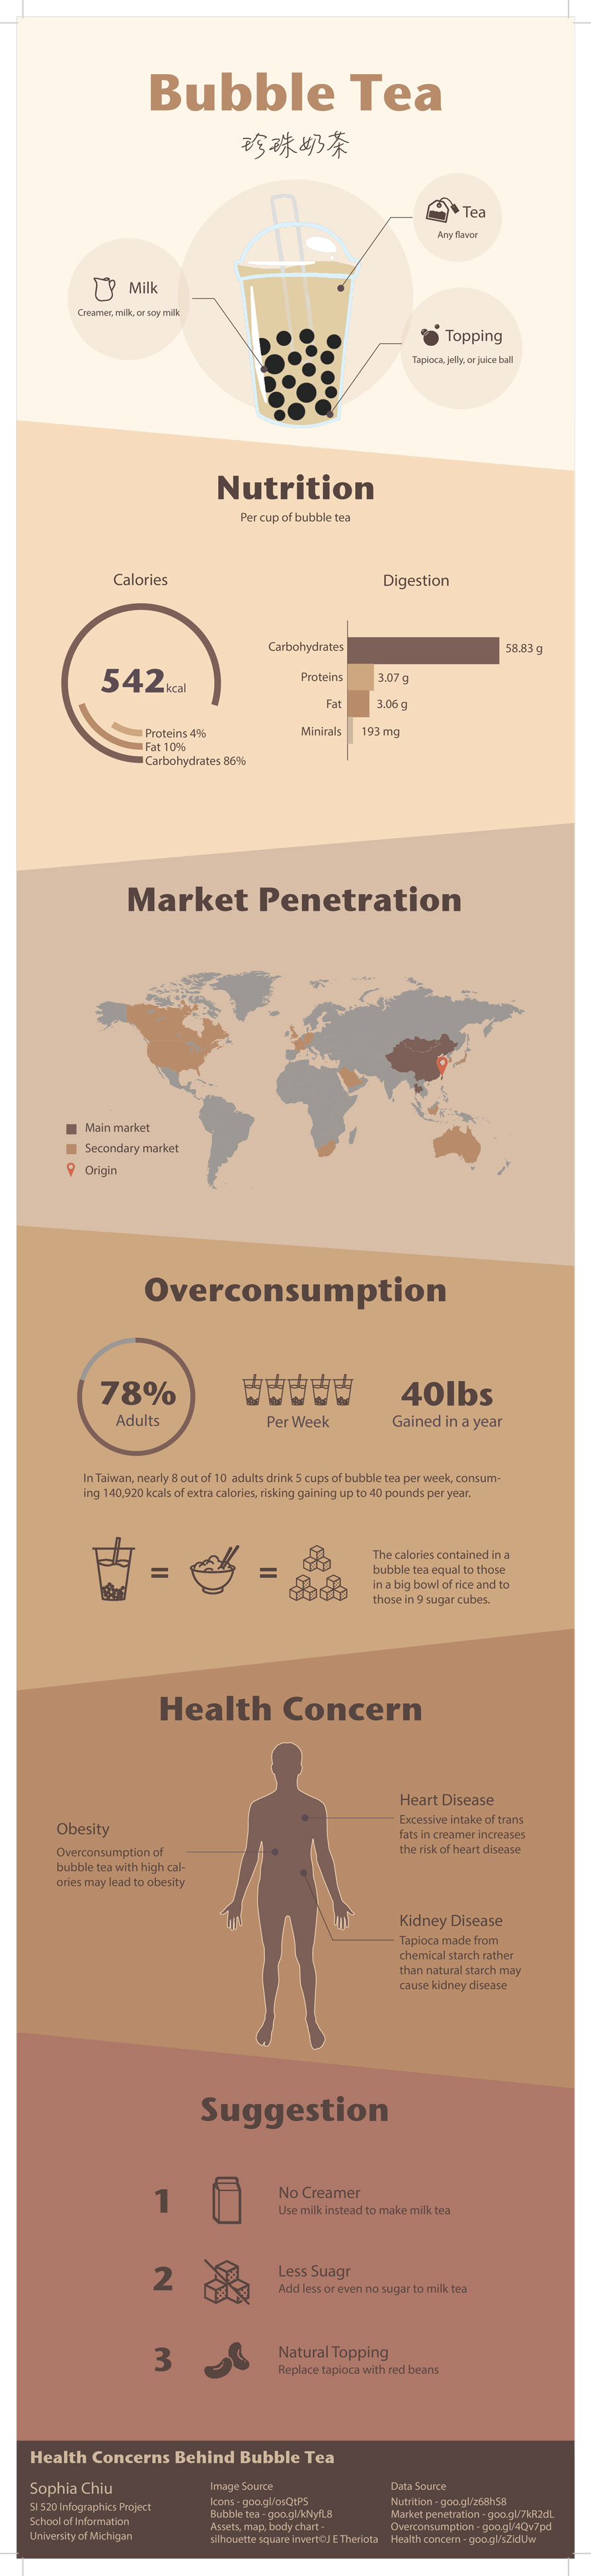 Bubble Tea
珍珠奶茶
Tea
Any flavor
Milk
Creamer, milk, or soy milk
Topping
Tapioca, jelly, or juice ball
Nutrition
Per cup of bubble tea
Calories
542 kcal
Proteins 4%
Fat 10%
Carbohydrates 86%
Digestion
Carbohydrates 58.83 g
Proteins 3.07 g
Fat 3.06 g
Minirals 193 mg
Market Penetration
Main market
Secondary market
Origin
Overconsumption
78%
Adults
Per Week
40lbs
Gained in a year
In Taiwan, nearly 8 out of 10 adults drink 5 cups of bubble tea per week, consum-
ing 140,920 kcals of extra calories, risking gaining up to 40 pounds per year.
= =
The calories contained in a
bubble tea equal to those
in a big bowl of rice and to
those in 9 sugar cubes.
Health Concern
Obesity
Overconsumption of
bubble tea with high cal-
ories may lead to obesity
Heart Disease
Excessive intake of trans
fats in creamer increases
the risk of heart disease
Kidney Disease
Tapioca made from
chemical starch rather
than natural starch may
cause kidney disease
Suggestion
1
No Creamer
Use milk instead to make milk tea
2
Less Suagr
Add less or even no sugar to milk tea
3
Natural Topping
Replace tapioca with red beans
Health Concerns Behind Bubble Tea
Sophia Chiu
SI 520 Infographics Project
School of Information
University of Michigan
Image Source
Icons - goo.gl/osQtPS
Bubble tea - goo.gl/kNyfL8
Assets, map, body chart -
silhouette square invert©J E Theriota
Data Source
Nutrition - goo.gl/z68hS8
Market penetration - goo.gl/7kR2dL
Overconsumption - goo.gl/4Qv7pd
Health concern - goo.gl/sZidUw